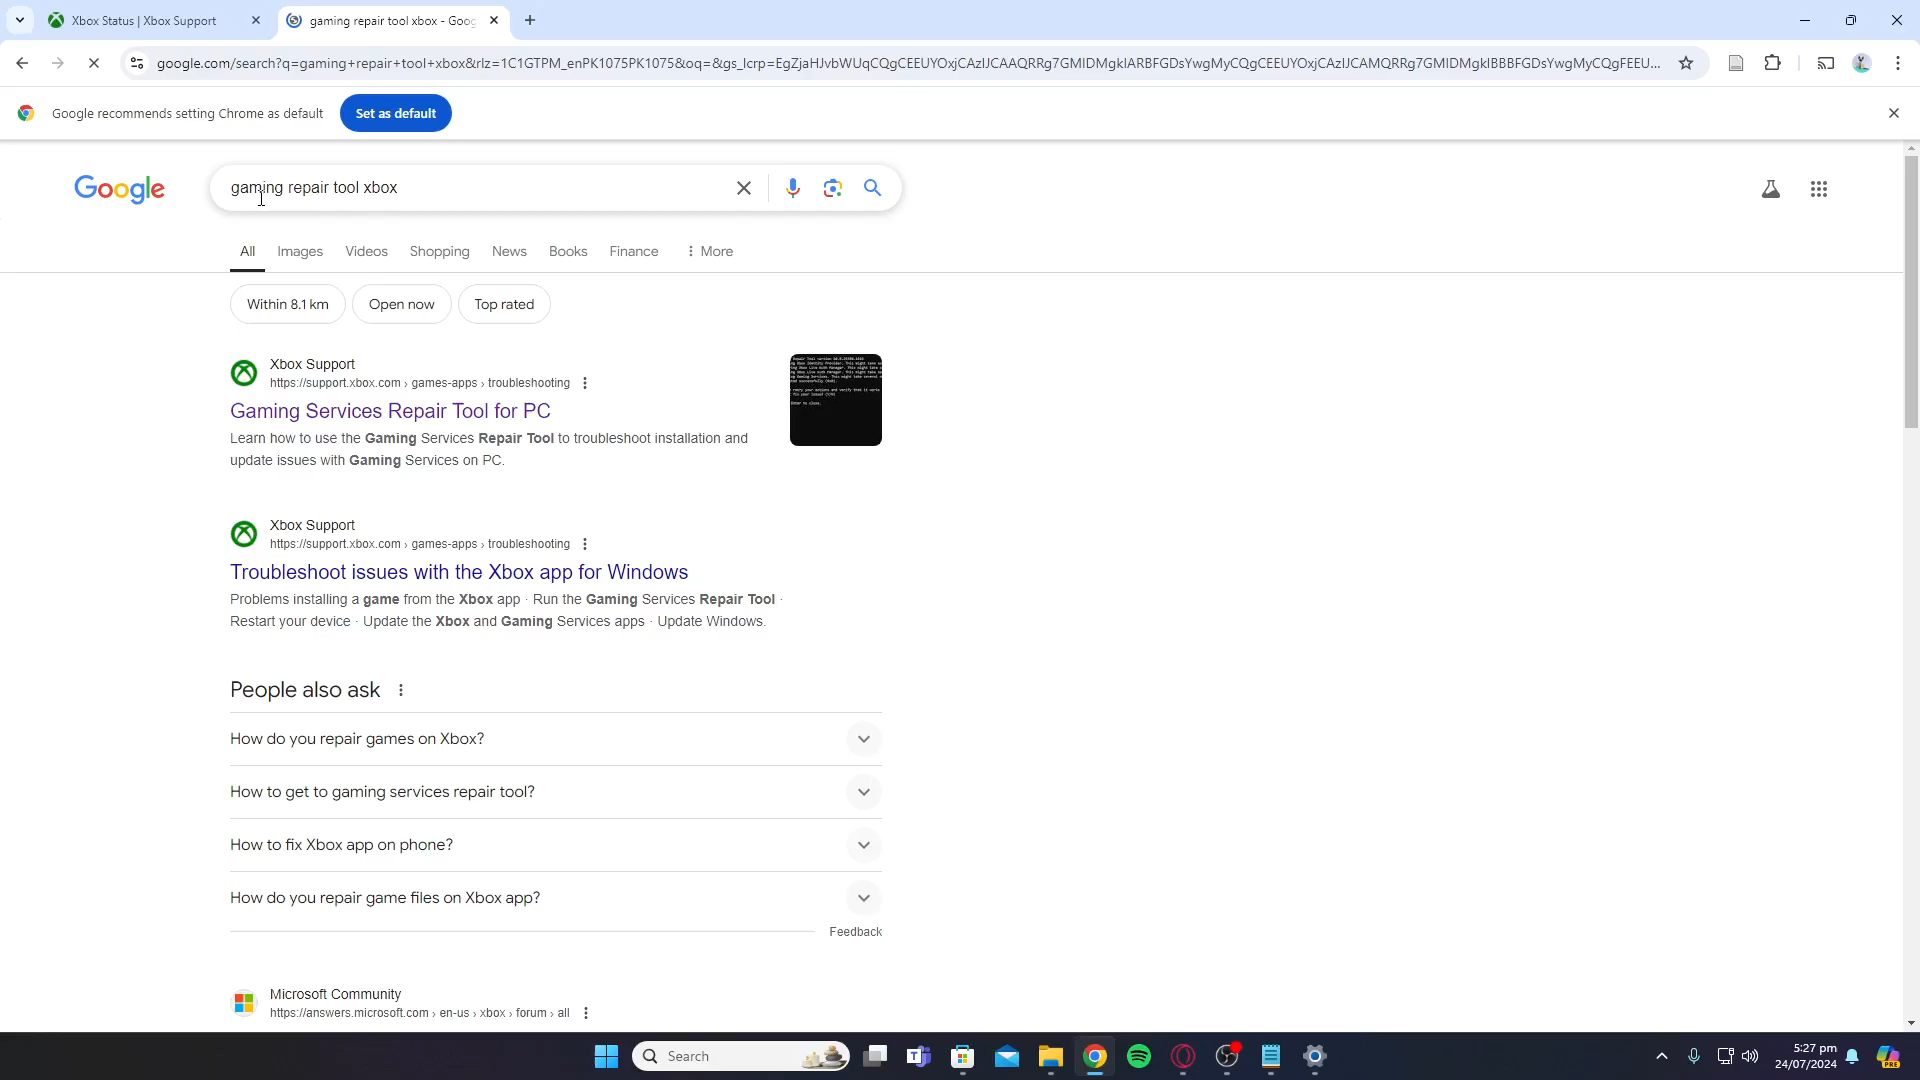 Xbox Status | Xbox Support
gaming repair tool xbox - Goog
google.com/search?q=gaming+repair+tool+xbox&rlz=1C1GTPM_enPK1075PK1075&oq=&gs_lcrp=EgZjaHJvbWUqCQgCEEUYOxjCAzIJCAAQRRg7GMIDMgkIARBFGDsYwgMyCQgCEEUYOxjCAzIJCAMQRRg7GMIDMgkIBBBFGDsYwgMyCQgFEEU...
Google recommends setting Chrome as default
Set as default
Google
gaming repair tool xbox
All
Images
Videos
Shopping
News
Books
Finance
More
Within 8.1 km
Open now
Top rated
Xbox Support
https://support.xbox.com › games-apps › troubleshooting
Gaming Services Repair Tool for PC
Learn how to use the Gaming Services Repair Tool to troubleshoot installation and
update issues with Gaming Services on PC.
Xbox Support
https://support.xbox.com › games-apps › troubleshooting
Troubleshoot issues with the Xbox app for Windows
Problems installing a game from the Xbox app · Run the Gaming Services Repair Tool ·
Restart your device · Update the Xbox and Gaming Services apps · Update Windows.
People also ask
How do you repair games on Xbox?
How to get to gaming services repair tool?
How to fix Xbox app on phone?
How do you repair game files on Xbox app?
Feedback
Microsoft Community
https://answers.microsoft.com › en-us › xbox › forum › all
Search
5:27 pm
24/07/2024
PRE